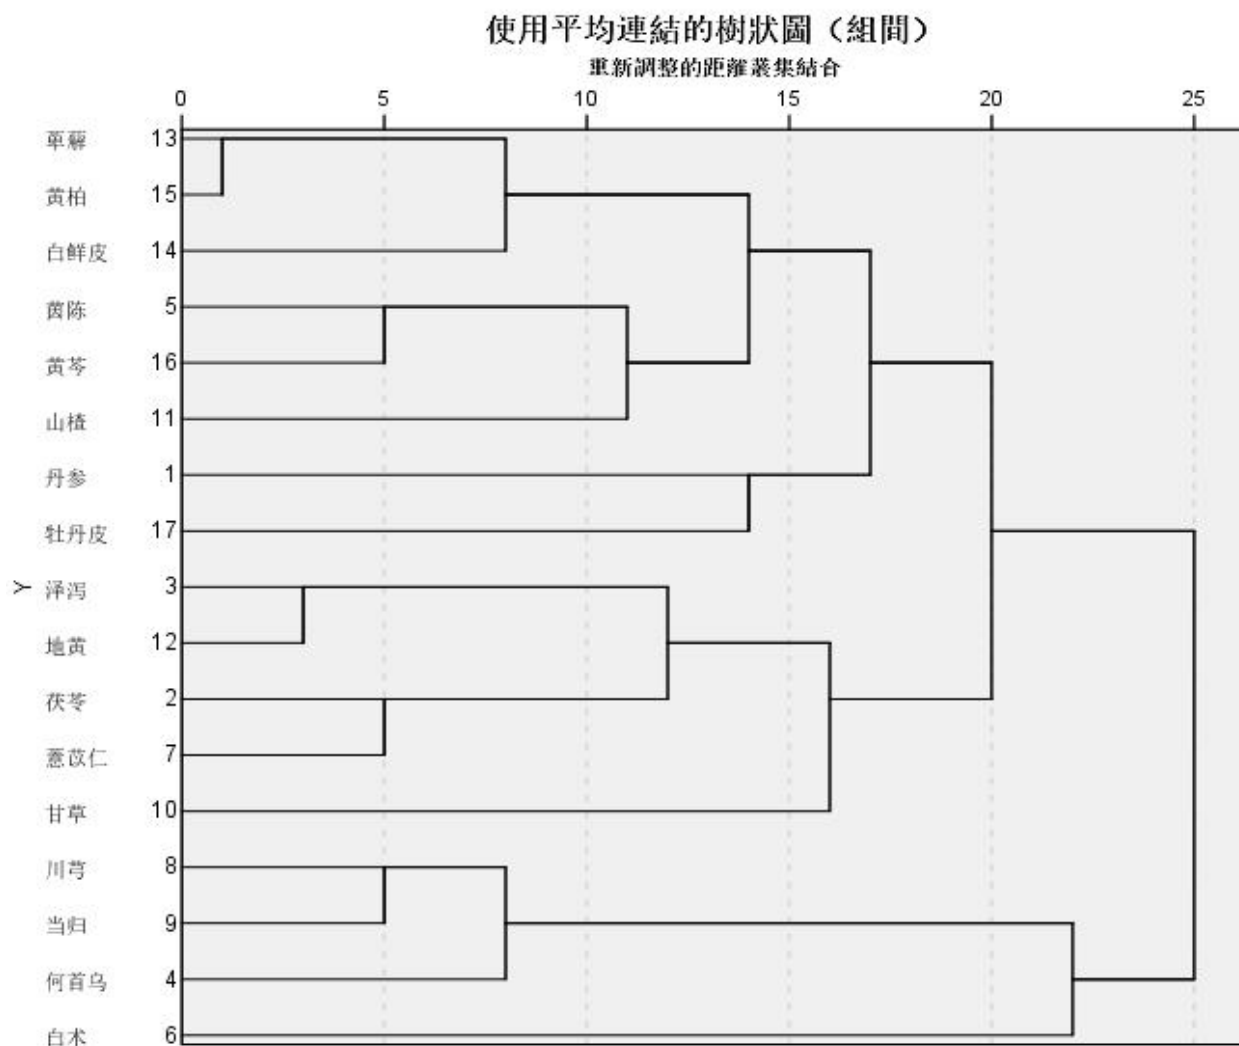 使用平均連結的樹狀圖（組間）
重新調整的距離叢集結合
0 5 10 15 20 25
萆薢 13
黄柏 15
白鲜皮 14
茵陈 5
黄芩 16
山楂 11
丹参 1
牡丹皮 17
Y
泽泻 3
地黄 12
茯苓 2
薏苡仁 7
甘草 10
川芎 8
当归 9
何首乌 4
白术 6